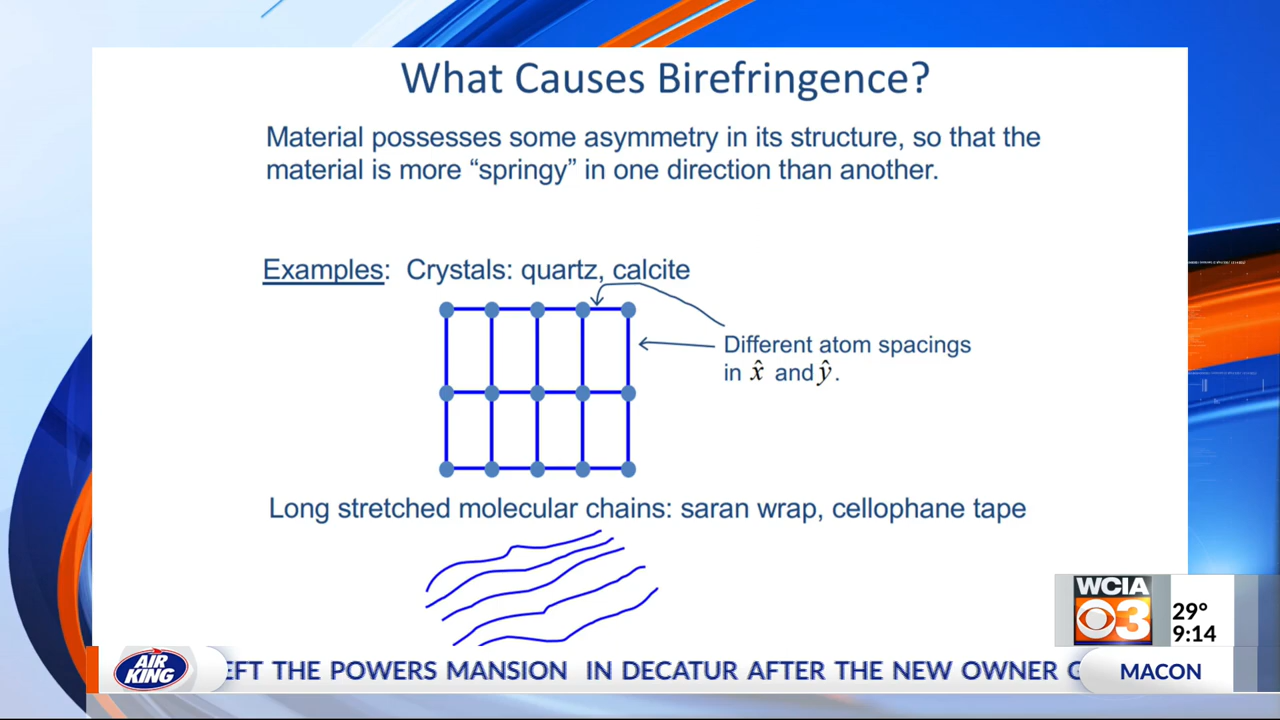 What Causes Birefringence?
Material possesses some asymmetry in its structure, so that the
material is more “springy” in one direction than another.
Examples: Crystals: quartz, calcite
Different atom spacings
in x̂ and ŷ.
Long stretched molecular chains: saran wrap, cellophane tape
WCIA
3
29°
9:14
AIR
KING
EFT THE POWERS MANSION IN DECATUR AFTER THE NEW OWNER
MACON